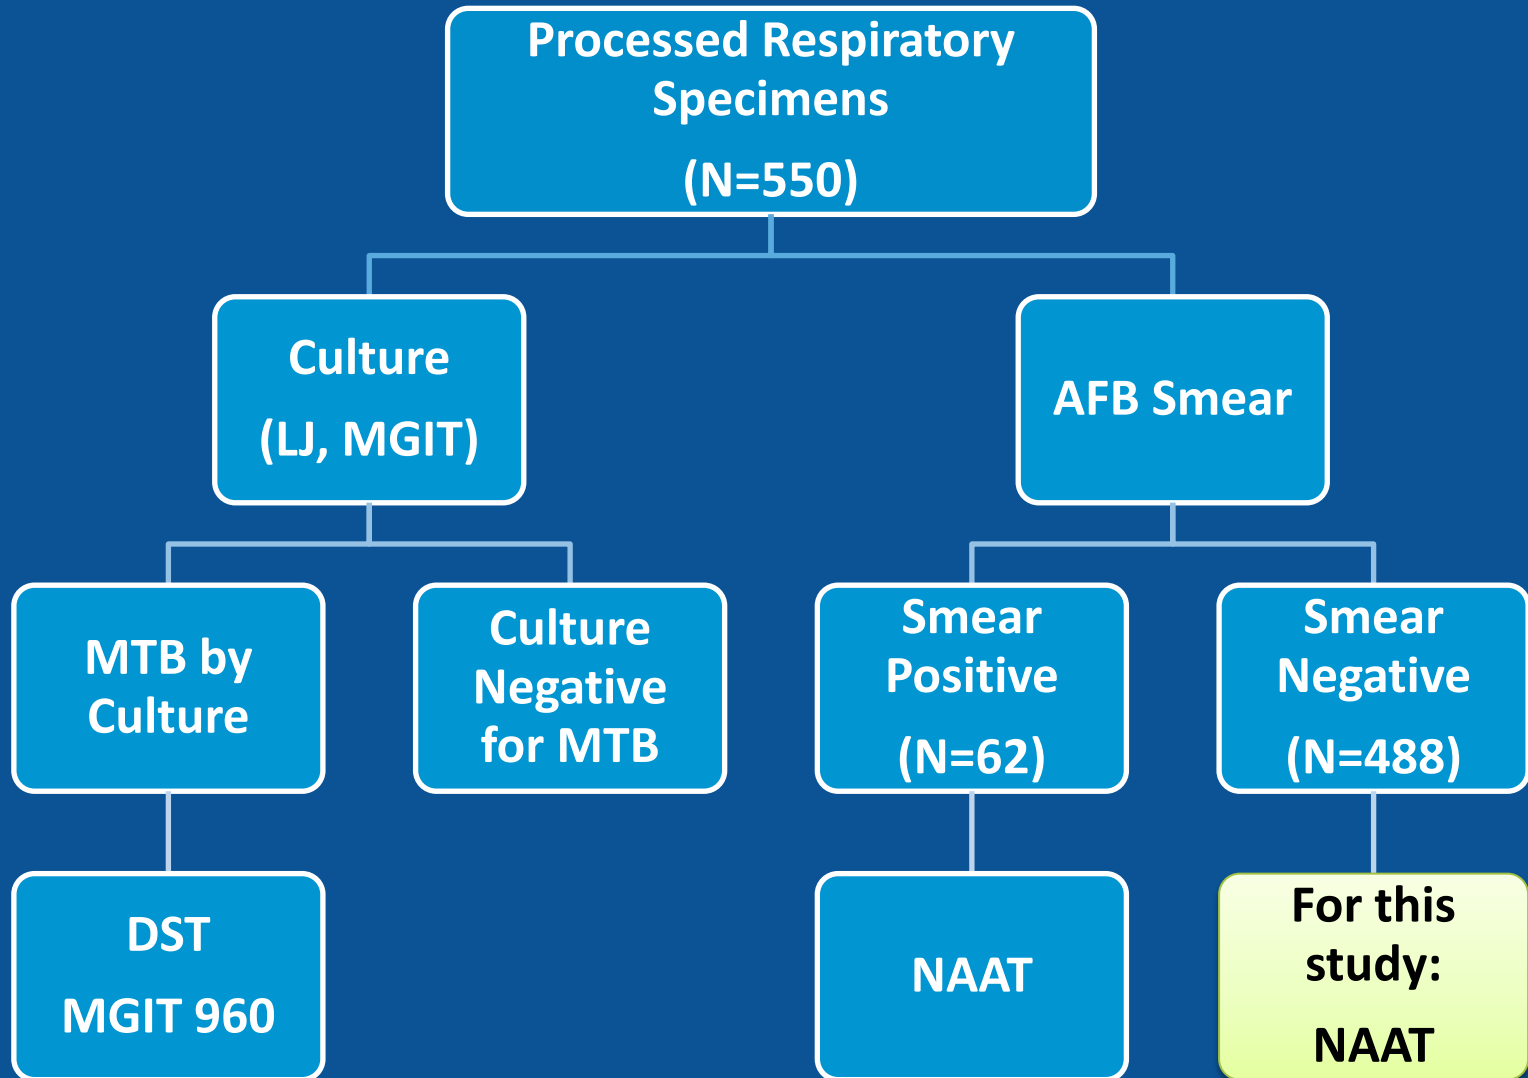 Processed Respiratory
Specimens
(N=550)
Culture
(LJ, MGIT)
AFB Smear
MTB by
Culture
Culture
Negative
for MTB
Smear
Positive
(N=62)
Smear
Negative
(N=488)
DST
MGIT 960
NAAT
For this
study:
NAAT